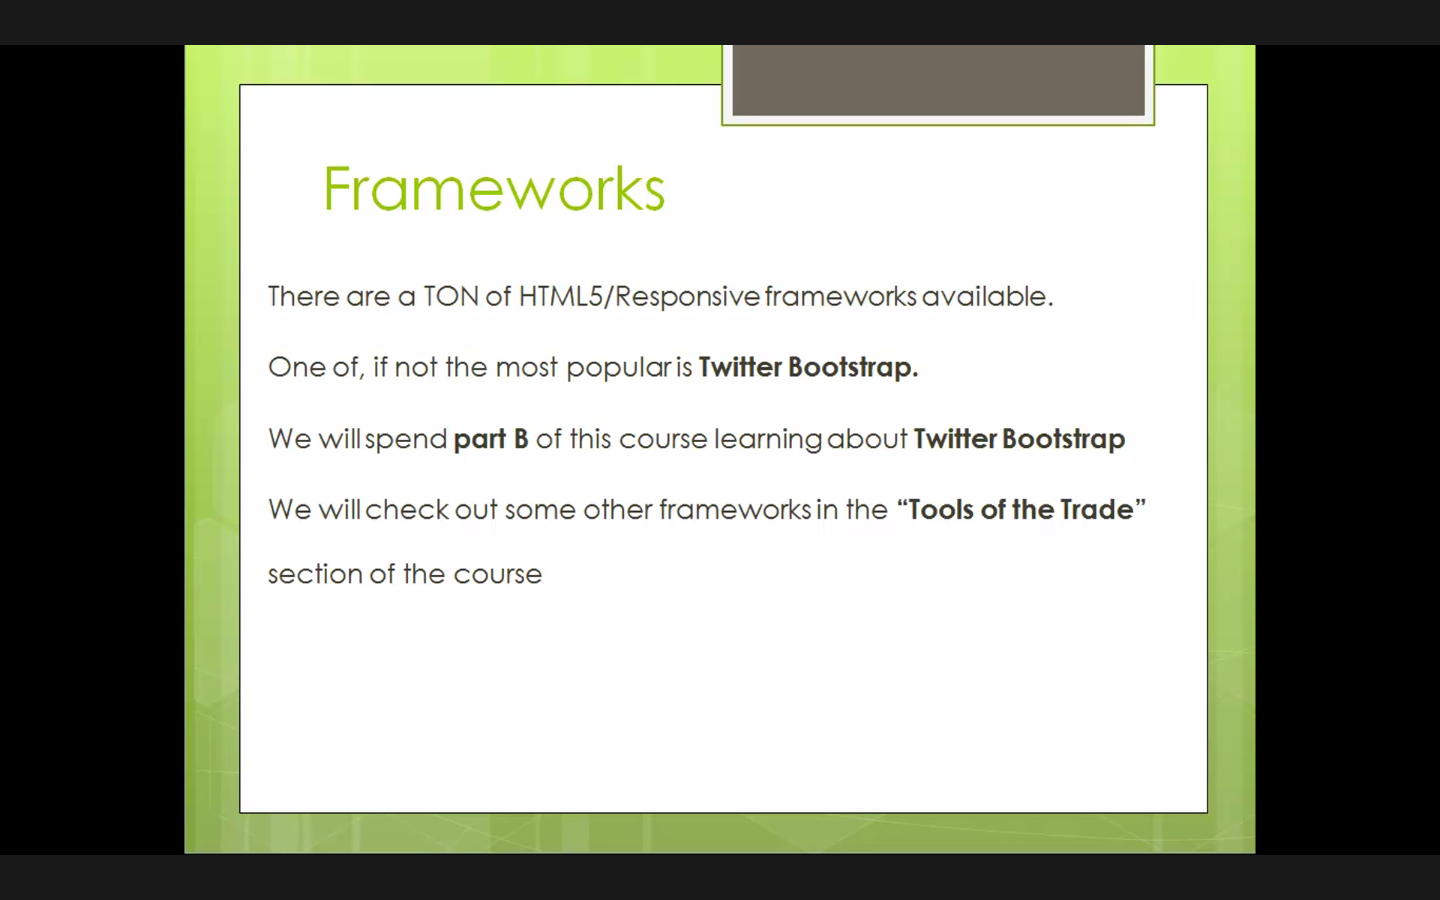 Frameworks
There are a TON of HTML5/Responsive frameworks available.
One of, if not the most popular is Twitter Bootstrap.
We will spend part B of this course learning about Twitter Bootstrap
We will check out some other frameworks in the “Tools of the Trade”
section of the course